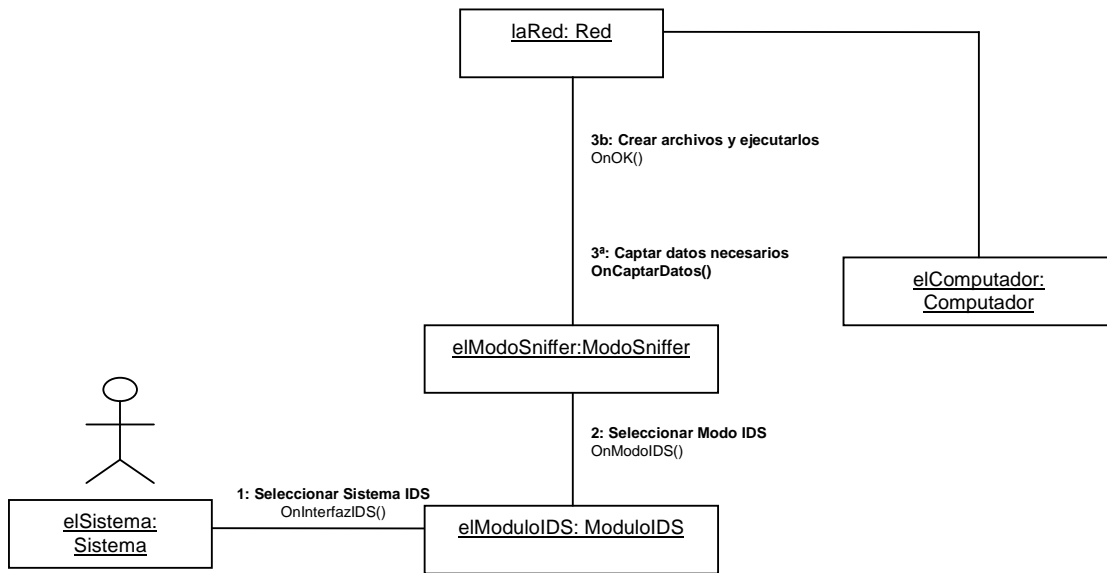 laRed: Red
3b: Crear archivos y ejecutarlos
OnOK()
3ª: Captar datos necesarios
OnCaptarDatos()
elComputador:
Computador
elModoSniffer:ModoSniffer
2: Seleccionar Modo IDS
OnModoIDS()
1: Seleccionar Sistema IDS
OnInterfazIDS()
elSistema:
Sistema
elModuloIDS: ModuloIDS